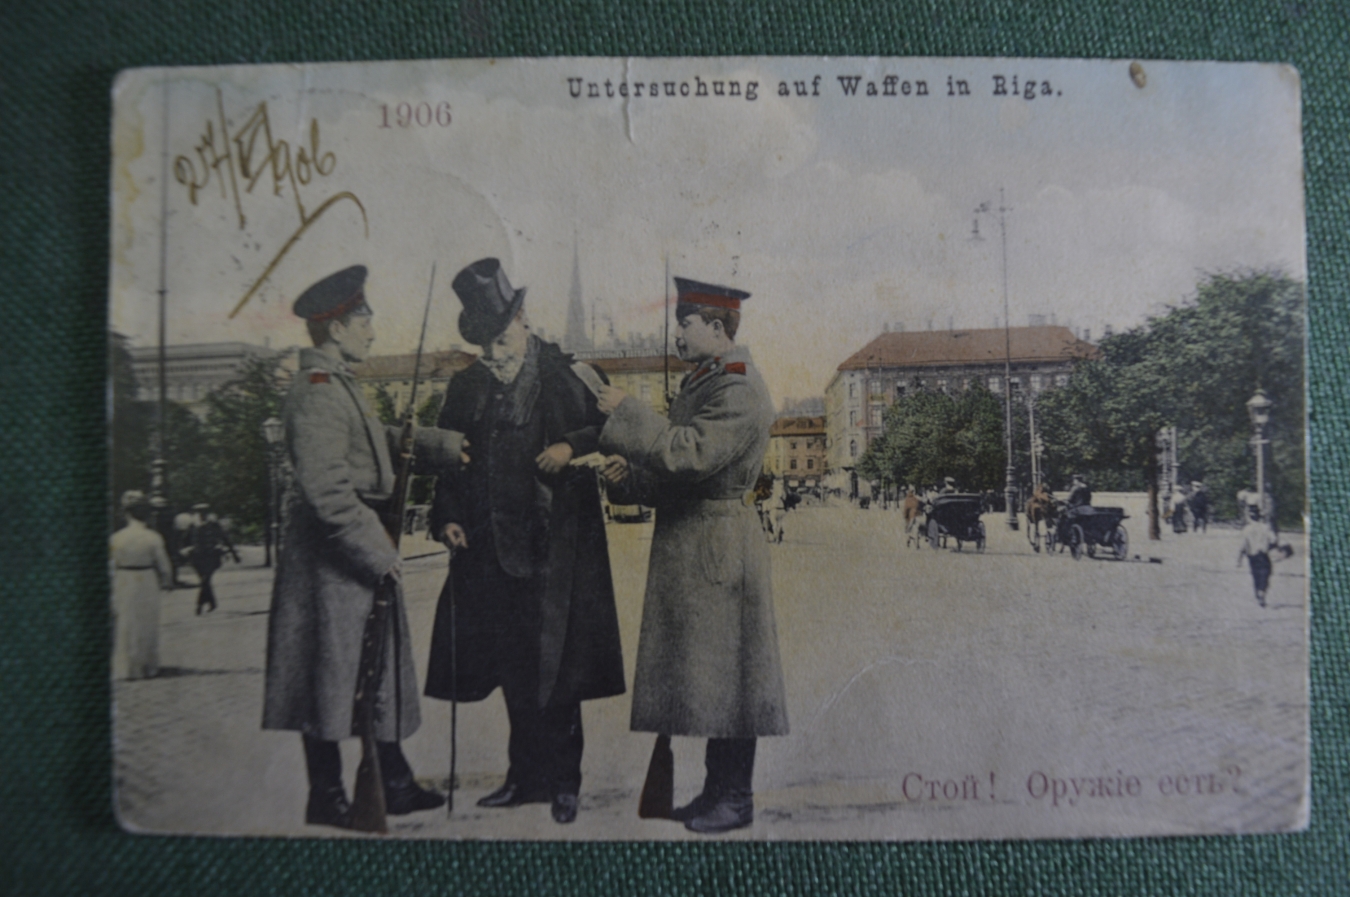 Untersuchung auf Waffen in Riga.
1906
Стой! Оружіе есть?